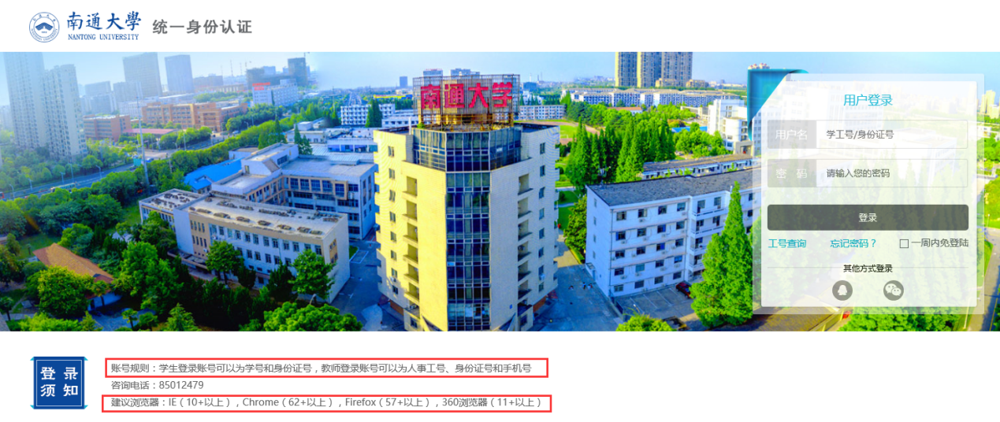 南通大學
NANTONG UNIVERSITY
统一身份认证
南通大学
用户登录
用户名 学工号/身份证号
密 码 请输入您的密码
登录
工号查询 忘记密码？ 一周内免登陆
其他方式登录
登录
须知
账号规则：学生登录账号可以为学号和身份证号，教师登录账号可以为人事工号、身份证号和手机号
咨询电话：85012479
建议浏览器：IE（10+以上），Chrome（62+以上），Firefox（57+以上），360浏览器（11+以上）